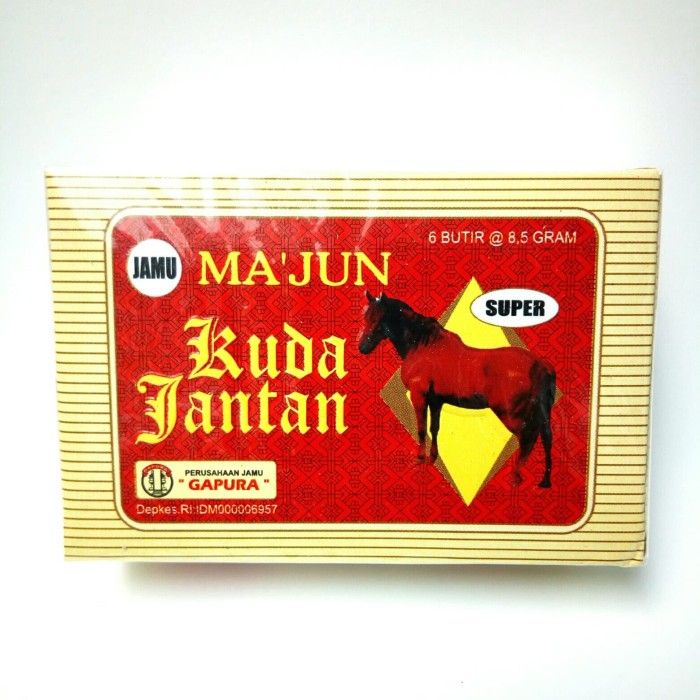 6 BUTIR @ 8,5 GRAM
JAMU
MA'JUN
SUPER
Kuda
Jantan
PERUSAHAAN JAMU
" GAPURA "
Depkes.RI:IDM000006957